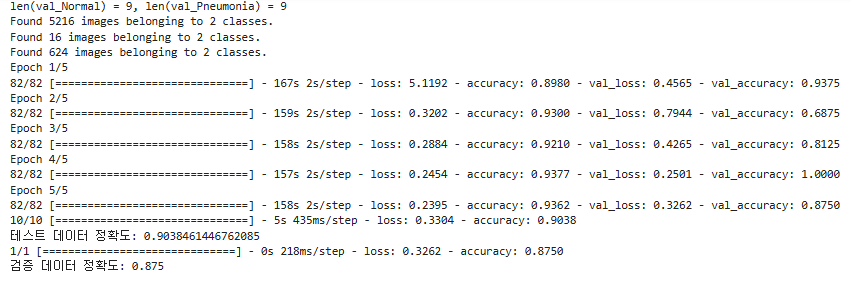 len(val_Normal) = 9, len(val_Pneumonia) = 9
Found 5216 images belonging to 2 classes.
Found 16 images belonging to 2 classes.
Found 624 images belonging to 2 classes.
Epoch 1/5
82/82 [==============================] - 167s 2s/step - loss: 5.1192 - accuracy: 0.8980 - val_loss: 0.4565 - val_accuracy: 0.9375
Epoch 2/5
82/82 [==============================] - 159s 2s/step - loss: 0.3202 - accuracy: 0.9300 - val_loss: 0.7944 - val_accuracy: 0.6875
Epoch 3/5
82/82 [==============================] - 158s 2s/step - loss: 0.2884 - accuracy: 0.9210 - val_loss: 0.4265 - val_accuracy: 0.8125
Epoch 4/5
82/82 [==============================] - 157s 2s/step - loss: 0.2454 - accuracy: 0.9377 - val_loss: 0.2501 - val_accuracy: 1.0000
Epoch 5/5
82/82 [==============================] - 158s 2s/step - loss: 0.2395 - accuracy: 0.9362 - val_loss: 0.3262 - val_accuracy: 0.8750
10/10 [==============================] - 5s 435ms/step - loss: 0.3304 - accuracy: 0.9038
테스트 데이터 정확도: 0.9038461446762085
1/1 [==============================] - 0s 218ms/step - loss: 0.3262 - accuracy: 0.8750
검증 데이터 정확도: 0.875